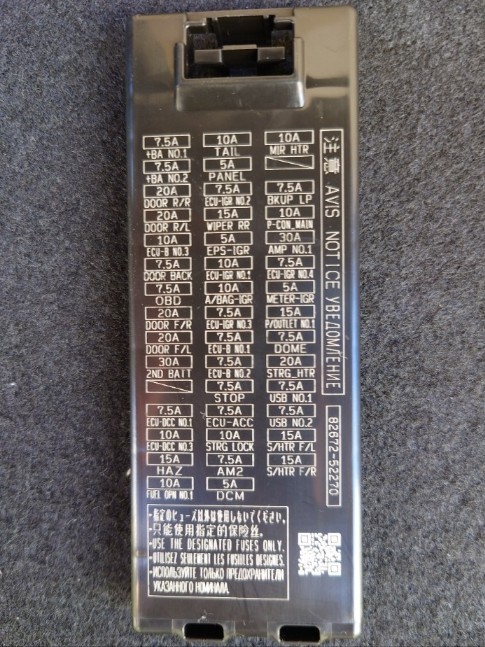 7.5A 10A 10A
+BA NO.1 TAIL MIR HTR
7.5A 5A
+BA NO.2 PANEL
20A 7.5A 7.5A
DOOR R/R ECU-IGR NO.2 BKUP LP
20A 15A 10A
DOOR R/L WIPER RR P-CON_MAIN
10A 5A 30A
ECU-B NO.3 EPS-IGR AMP NO.1
7.5A 10A 7.5A
DOOR BACK ECU-IGR NO.1 ECU-IGR NO.4
7.5A 10A 5A
OBD A/BAG-IGR METER-IGR
20A 7.5A 15A
DOOR F/R ECU-IGR NO.3 P/OUTLET NO.1
20A 7.5A 7.5A
DOOR F/L ECU-B NO.1 DOME
30A 7.5A 20A
2ND BATT ECU-B NO.2 STRG_HTR
7.5A 7.5A
STOP USB NO.1
7.5A 7.5A 7.5A
ECU-DCC NO.1 ECU-ACC USB NO.2
10A 10A 15A
ECU-DCC NO.3 STRG LOCK S/HTR F/L
15A 7.5A 15A
HAZ AM2 S/HTR F/R
10A 5A
FUEL OPN NO.1 DCM
注意 AVIS NOTICE УВЕДОМЛЕНИЕ
82672-52270
・指定のヒューズ以外は使用しないでください。
・只能使用指定的保险丝。
・USE THE DESIGNATED FUSES ONLY.
・UTILISEZ SEULEMENT LES FUSIBLES DESIGNES.
・ИСПОЛЬЗУЙТЕ ТОЛЬКО ПРЕДОХРАНИТЕЛИ
УКАЗАННОГО НОМИНАЛА.